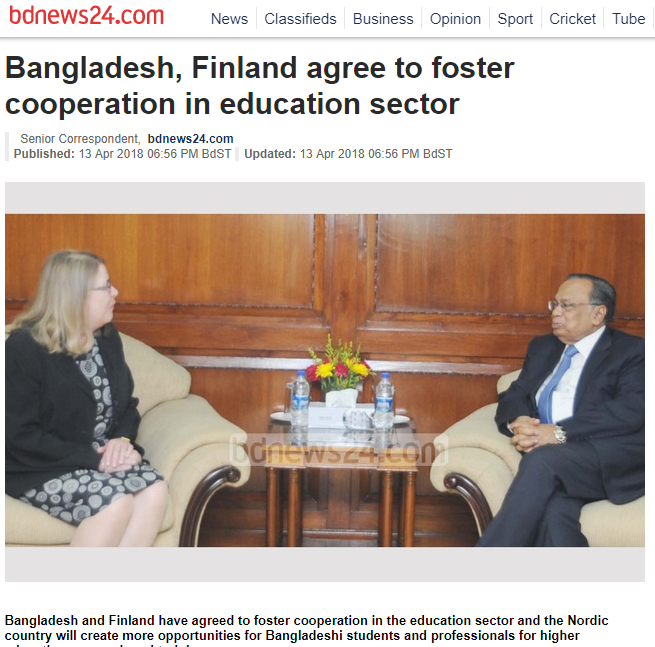 bdnews24.com
News Classifieds Business Opinion Sport Cricket Tube
Bangladesh, Finland agree to foster
cooperation in education sector
Senior Correspondent, bdnews24.com
Published: 13 Apr 2018 06:56 PM BdST Updated: 13 Apr 2018 06:56 PM BdST
bdnews24.com
Bangladesh and Finland have agreed to foster cooperation in the education sector and the Nordic
country will create more opportunities for Bangladeshi students and professionals for higher